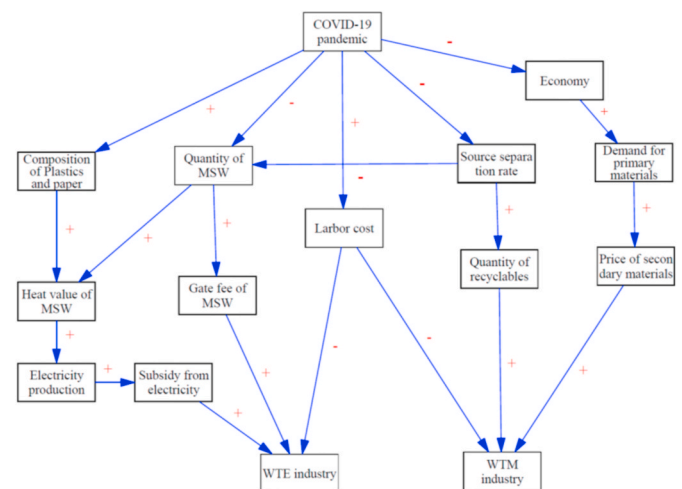 COVID-19
pandemic
-
Economy
+
-
-
+
+
Composition
of Plastics
and paper
Quantity of
MSW
Source separa
tion rate
Demand for
primary
materials
-
+
+
+
+
+
Larbor cost
Heat value of
MSW
Gate fee of
MSW
Quantity of
recyclables
Price of secon
dary materials
+
-
-
+
+
+
+
+
+
Electricity
production
Subsidy from
electricity
WTE industry
WTM
industry